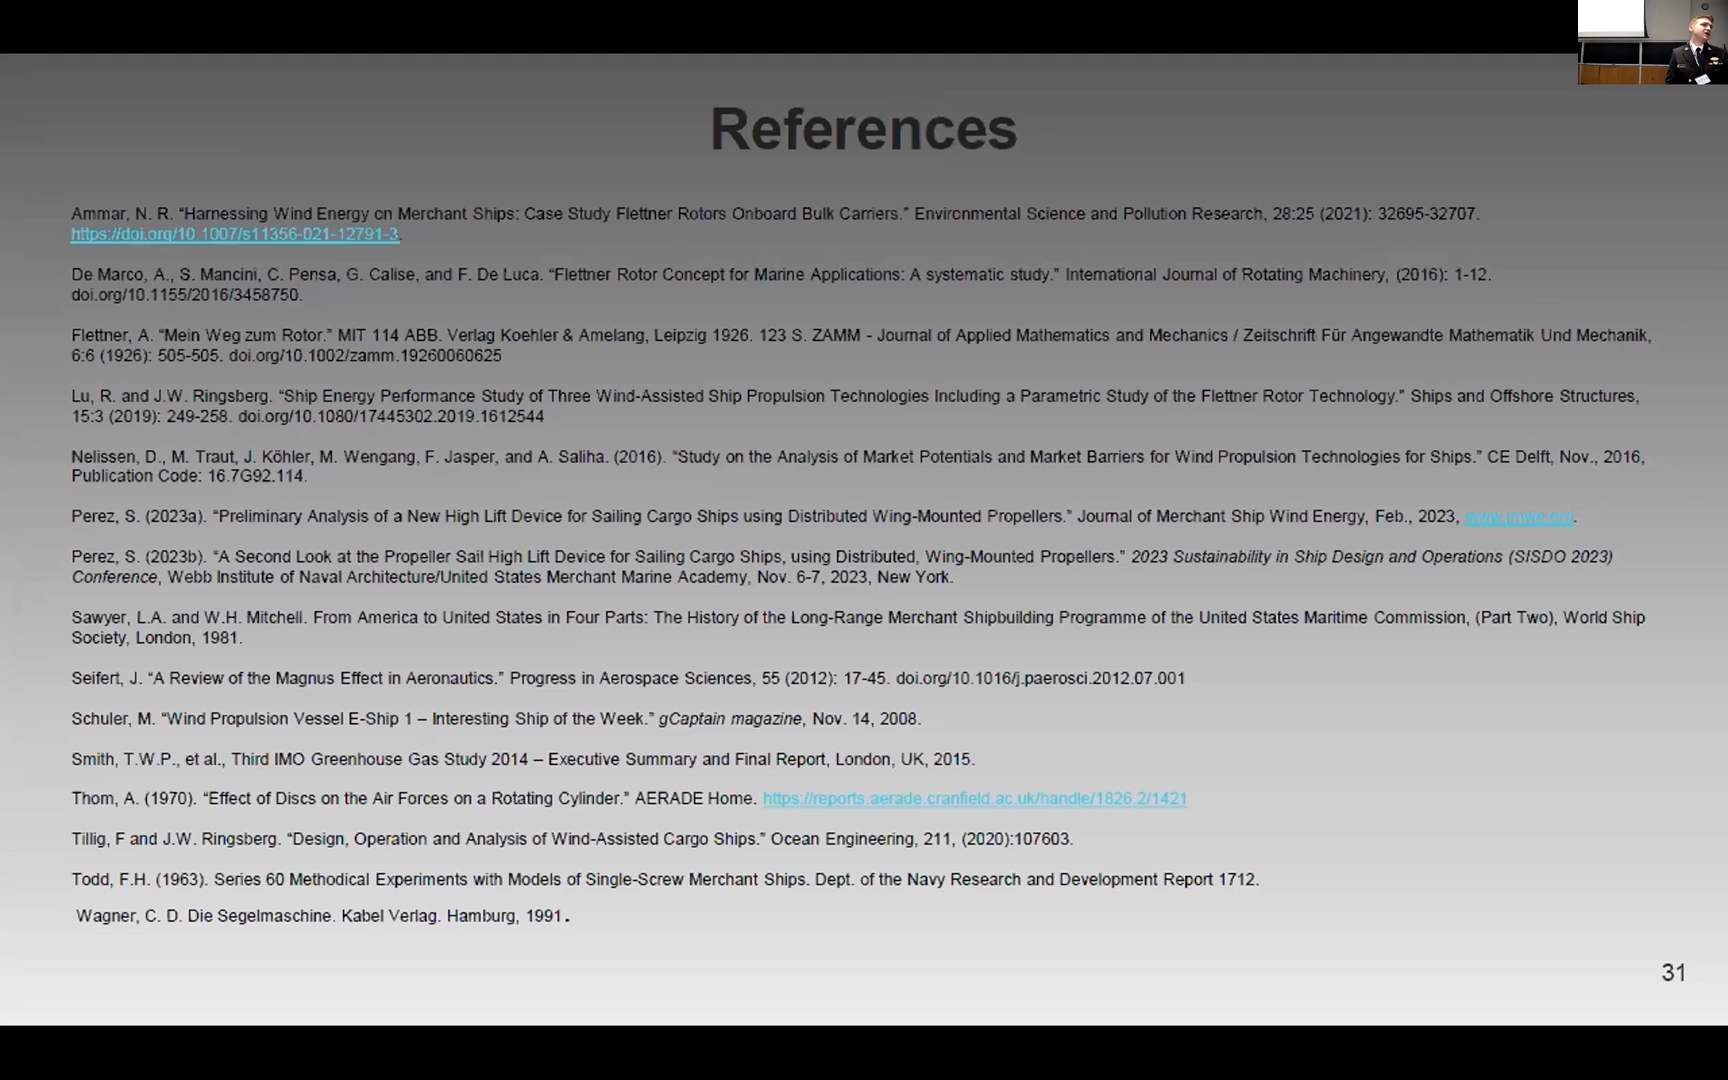 References
Ammar, N. R. “Harnessing Wind Energy on Merchant Ships: Case Study Flettner Rotors Onboard Bulk Carriers.” Environmental Science and Pollution Research, 28:25 (2021): 32695-32707.
https://doi.org/10.1007/s11356-021-12791-3.
De Marco, A., S. Mancini, C. Pensa, G. Calise, and F. De Luca. “Flettner Rotor Concept for Marine Applications: A systematic study.” International Journal of Rotating Machinery, (2016): 1-12.
doi.org/10.1155/2016/3458750.
Flettner, A. “Mein Weg zum Rotor.” MIT 114 ABB. Verlag Koehler & Amelang, Leipzig 1926. 123 S. ZAMM - Journal of Applied Mathematics and Mechanics / Zeitschrift Für Angewandte Mathematik Und Mechanik,
6:6 (1926): 505-505. doi.org/10.1002/zamm.19260060625
Lu, R. and J.W. Ringsberg. “Ship Energy Performance Study of Three Wind-Assisted Ship Propulsion Technologies Including a Parametric Study of the Flettner Rotor Technology.” Ships and Offshore Structures,
15:3 (2019): 249-258. doi.org/10.1080/17445302.2019.1612544
Nelissen, D., M. Traut, J. Köhler, M. Wengang, F. Jasper, and A. Saliha. (2016). “Study on the Analysis of Market Potentials and Market Barriers for Wind Propulsion Technologies for Ships.” CE Delft, Nov., 2016,
Publication Code: 16.7G92.114.
Perez, S. (2023a). “Preliminary Analysis of a New High Lift Device for Sailing Cargo Ships using Distributed Wing-Mounted Propellers.” Journal of Merchant Ship Wind Energy, Feb., 2023,
Perez, S. (2023b). “A Second Look at the Propeller Sail High Lift Device for Sailing Cargo Ships, using Distributed, Wing-Mounted Propellers.” 2023 Sustainability in Ship Design and Operations (SISDO 2023)
Conference, Webb Institute of Naval Architecture/United States Merchant Marine Academy, Nov. 6-7, 2023, New York.
Sawyer, L.A. and W.H. Mitchell. From America to United States in Four Parts: The History of the Long-Range Merchant Shipbuilding Programme of the United States Maritime Commission, (Part Two), World Ship
Society, London, 1981.
Seifert, J. “A Review of the Magnus Effect in Aeronautics.” Progress in Aerospace Sciences, 55 (2012): 17-45. doi.org/10.1016/j.paerosci.2012.07.001
Schuler, M. “Wind Propulsion Vessel E-Ship 1 – Interesting Ship of the Week.” gCaptain magazine, Nov. 14, 2008.
Smith, T.W.P., et al., Third IMO Greenhouse Gas Study 2014 – Executive Summary and Final Report, London, UK, 2015.
Thom, A. (1970). “Effect of Discs on the Air Forces on a Rotating Cylinder.” AERADE Home. https://reports.aerade.cranfield.ac.uk/handle/1826.2/1421
Tillig, F and J.W. Ringsberg. “Design, Operation and Analysis of Wind-Assisted Cargo Ships.” Ocean Engineering, 211, (2020):107603.
Todd, F.H. (1963). Series 60 Methodical Experiments with Models of Single-Screw Merchant Ships. Dept. of the Navy Research and Development Report 1712.
Wagner, C. D. Die Segelmaschine. Kabel Verlag. Hamburg, 1991.
31